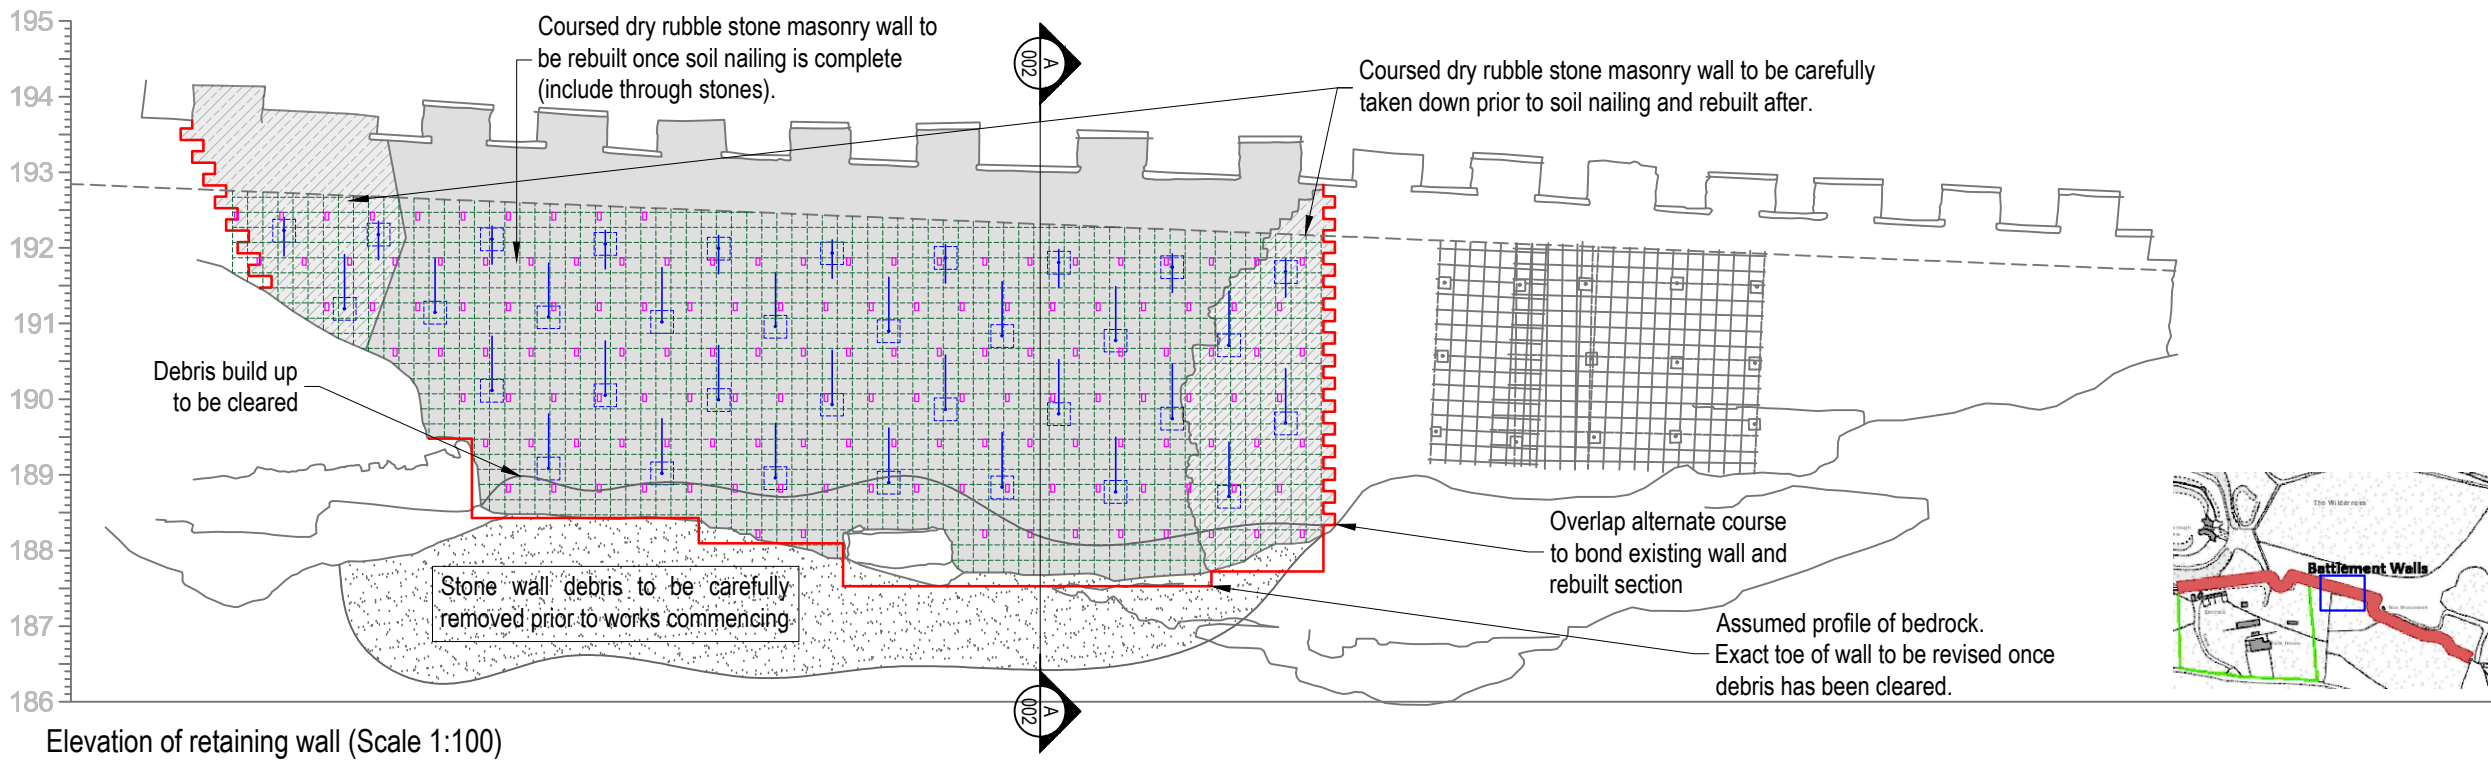 195
194
193
192
191
190
189
188
187
186
Coursed dry rubble stone masonry wall to
be rebuilt once soil nailing is complete
(include through stones).
A
002
Coursed dry rubble stone masonry wall to be carefully
taken down prior to soil nailing and rebuilt after.
Debris build up
to be cleared
Stone wall debris to be carefully
removed prior to works commencing
Overlap alternate course
to bond existing wall and
rebuilt section
Assumed profile of bedrock.
Exact toe of wall to be revised once
debris has been cleared.
A
002
The Wilderness
Battlement Walls
Elevation of retaining wall (Scale 1:100)